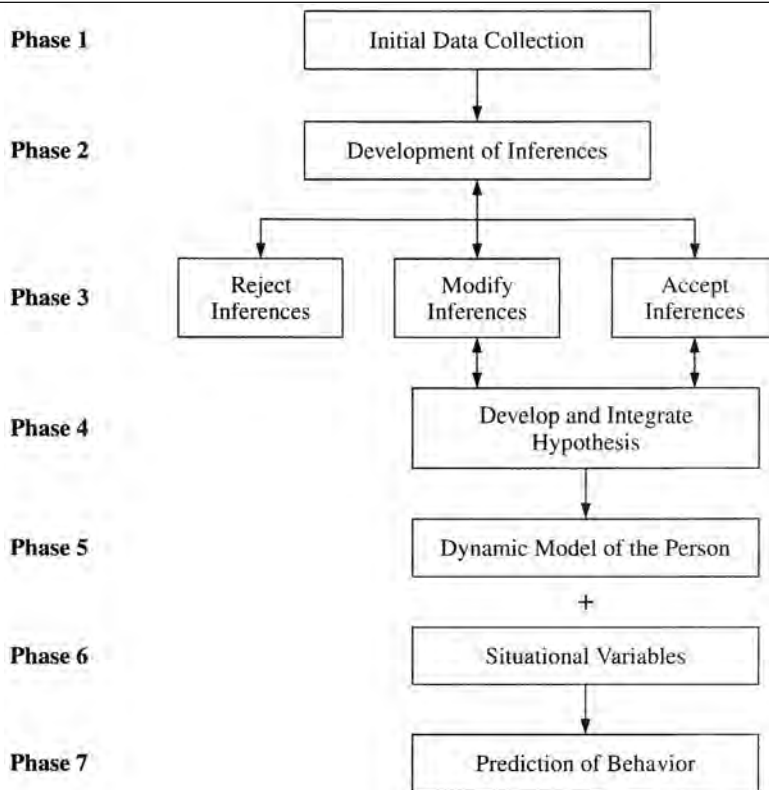 Phase 1
Initial Data Collection
Phase 2
Development of Inferences
Phase 3
Reject
Inferences
Modify
Inferences
Accept
Inferences
Phase 4
Develop and Integrate
Hypothesis
Phase 5
Dynamic Model of the Person
+
Phase 6
Situational Variables
Phase 7
Prediction of Behavior